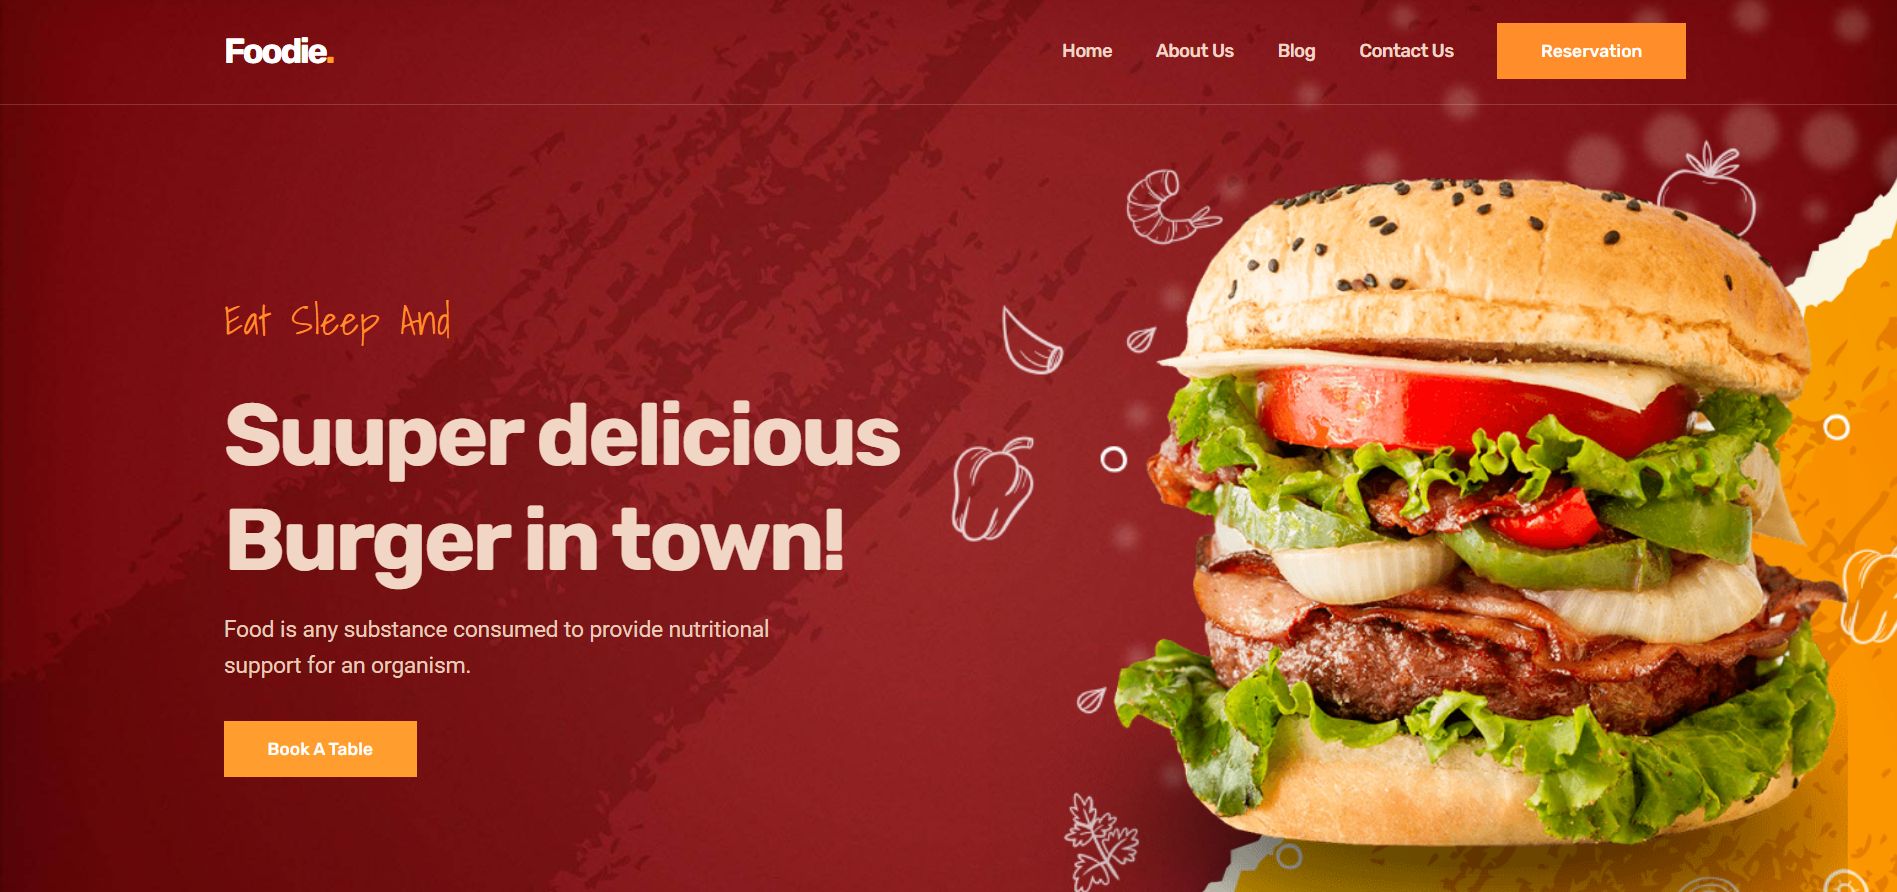 Foodie.
Home About Us Blog Contact Us Reservation
Eat Sleep And
Suuper delicious
Burger in town!
Food is any substance consumed to provide nutritional
support for an organism.
Book A Table